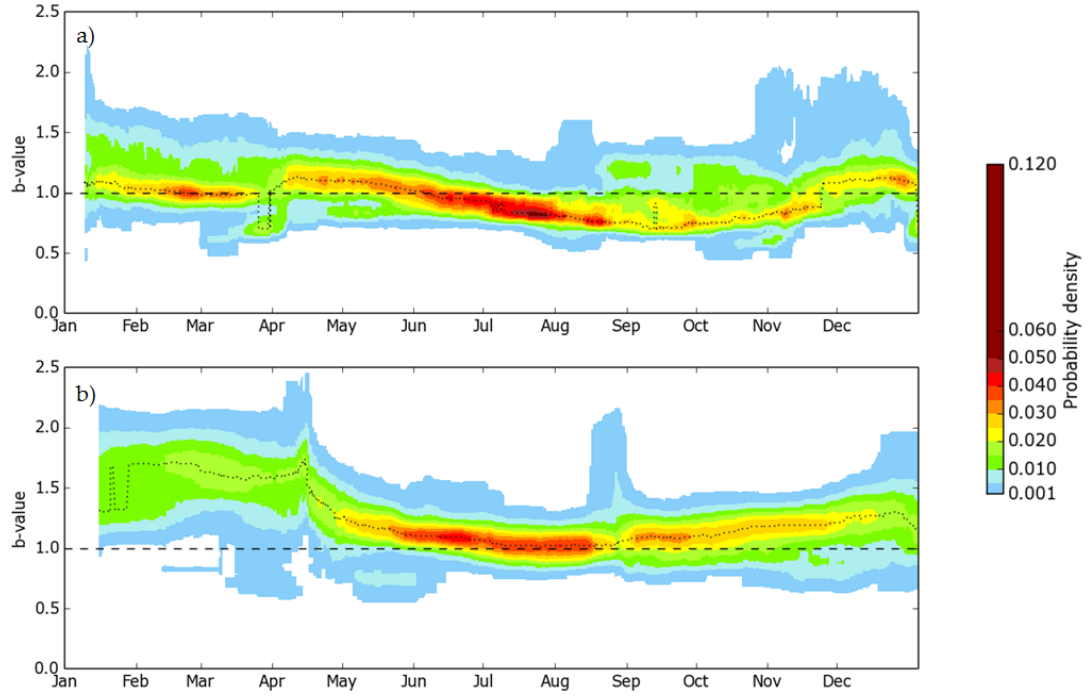 a)
2.5
2.0
1.5
1.0
0.5
0.0
b-value
Jan Feb Mar Apr May Jun Jul Aug Sep Oct Nov Dec
b)
2.5
2.0
1.5
1.0
0.5
0.0
b-value
Jan Feb Mar Apr May Jun Jul Aug Sep Oct Nov Dec
0.120
0.060
0.050
0.040
0.030
0.020
0.010
0.001
Probability density